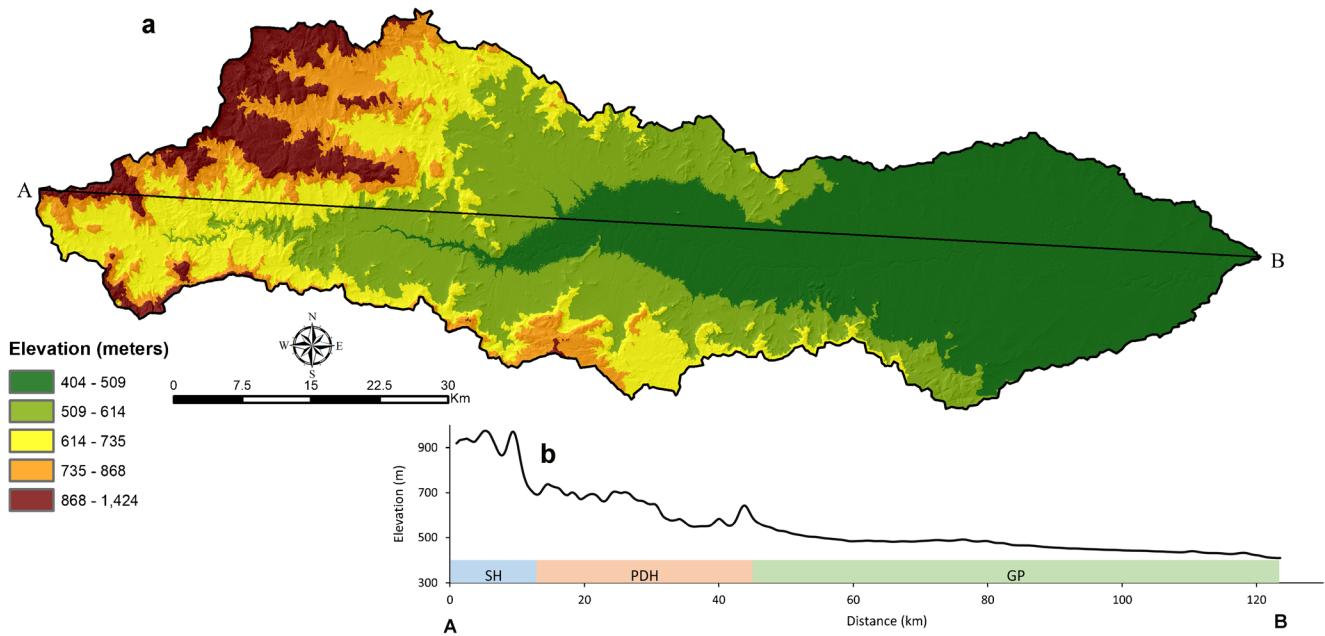 a
A
B
N
W E
S
Elevation (meters)
404 - 509
509 - 614
614 - 735
735 - 868
868 - 1,424
0 7.5 15 22.5 30
Km
b
Elevation (m)
900
700
500
300
SH PDH GP
0 20 40 60 80 100 120
Distance (km)
A B